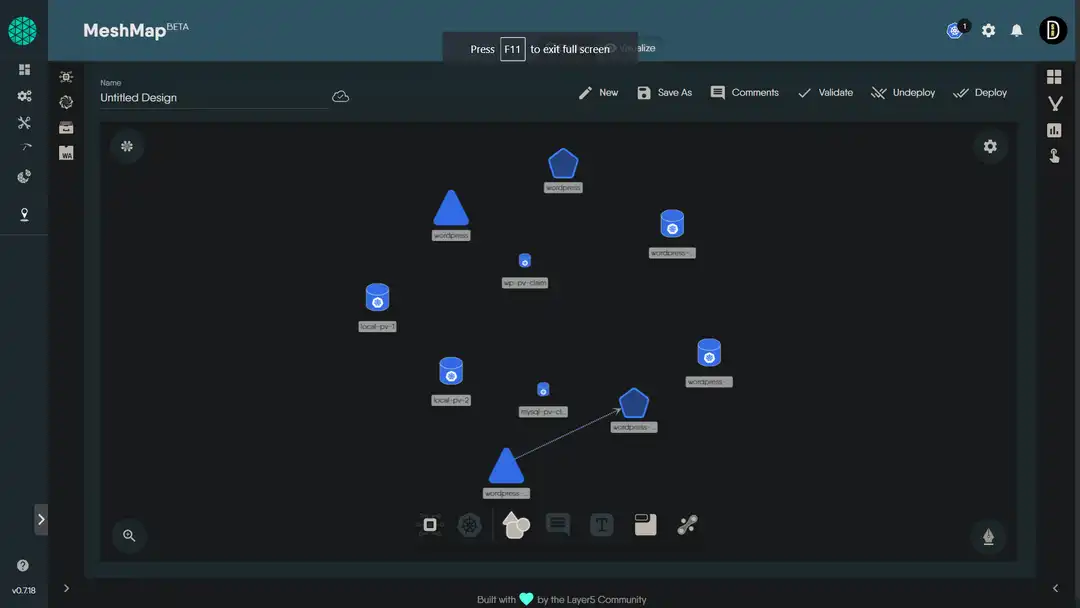 MeshMap BETA
1
Press F11 to exit full screen
Name
Untitled Design
New
Save As
Comments
Validate
Undeploy
Deploy
WA
wordpress
wordpress
wordpress-...
wp-pv-claim
local-pv-1
wordpress-...
local-pv-2
mysql-pv-cl...
wordpress-...
wordpress-...
T
v0.7.18
Built with by the Layer5 Community